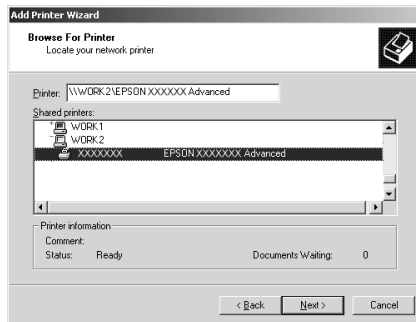 Add Printer Wizard
Browse For Printer
Locate your network printer
Printer: \\WORK2\EPSON XXXXXX Advanced
Shared printers:
WORK1
WORK2
XXXXXXX EPSON XXXXXXX Advanced
Printer information
Comment:
Status: Ready Documents Waiting: 0
< Back Next > Cancel